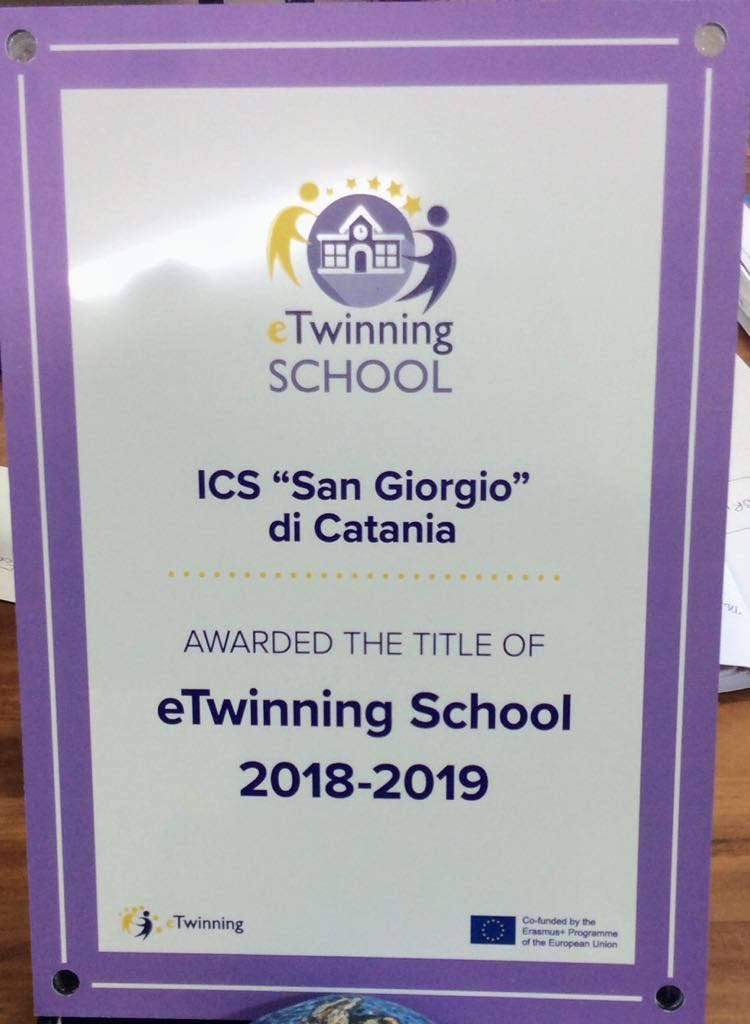 eTwinning
SCHOOL
ICS “San Giorgio”
di Catania
AWARDED THE TITLE OF
eTwinning School
2018-2019
eTwinning
Co-funded by the
Erasmus+ Programme
of the European Union